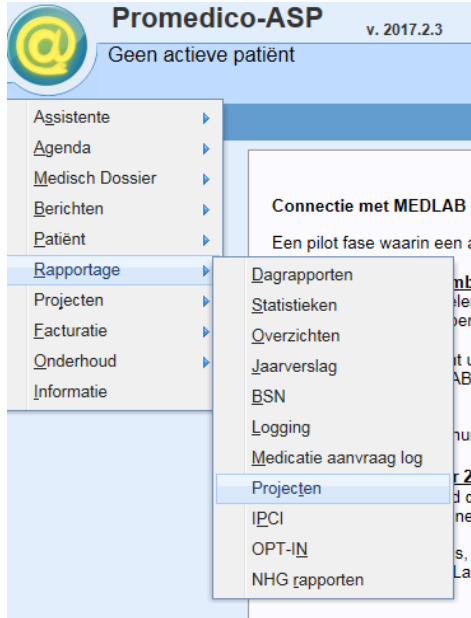 Promedico-ASP
v. 2017.2.3
Geen actieve patiënt
Assistente
Agenda
Medisch Dossier
Berichten
Patiënt
Rapportage
Projecten
Facturatie
Onderhoud
Informatie
Connectie met MEDLAB
Een pilot fase waarin een
Dagrapporten
Statistieken
Overzichten
Jaarverslag
BSN
Logging
Medicatie aanvraag log
Projecten
IPCI
OPT-IN
NHG rapporten